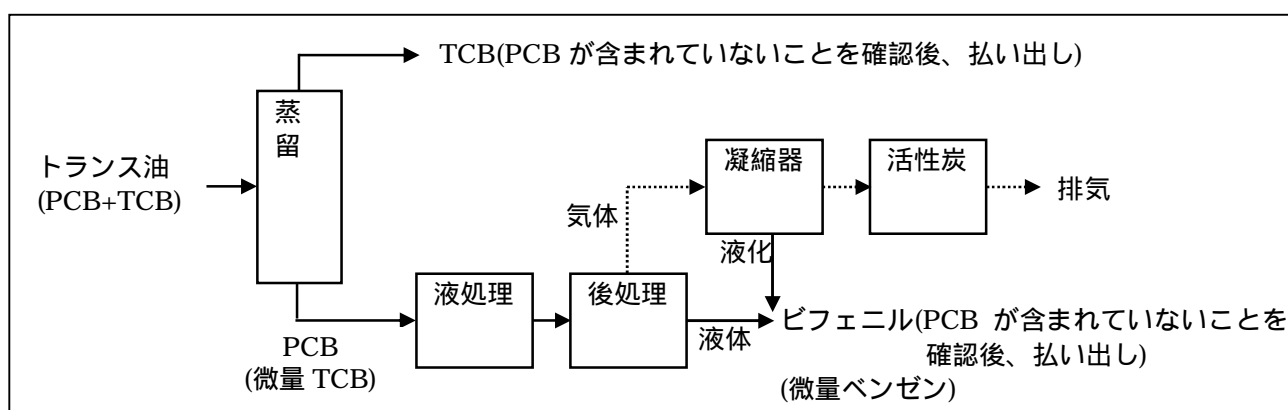 TCB(PCB が含まれていないことを確認後、払い出し)
蒸
留
トランス油
(PCB+TCB)
凝縮器
活性炭
排気
気体
液化
液処理
後処理
液体
ビフェニル(PCB が含まれていないことを
確認後、払い出し)
(微量ベンゼン)
PCB
(微量 TCB)